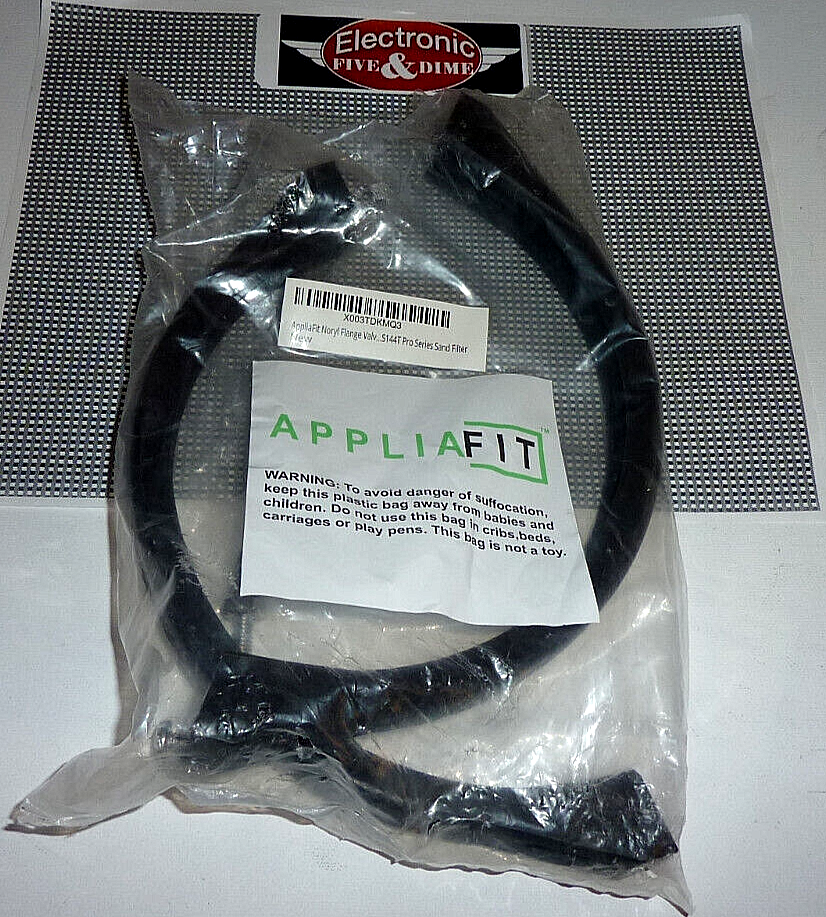 Electronic
FIVE & DIME
X003TDKMQ3
AppliaFit Noryl Flange Valv...S144T Pro Series Sand Filter
New
APPLIAFIT™
WARNING: To avoid danger of suffocation,
keep this plastic bag away from babies and
children. Do not use this bag in cribs,beds,
carriages or play pens. This bag is not a toy.